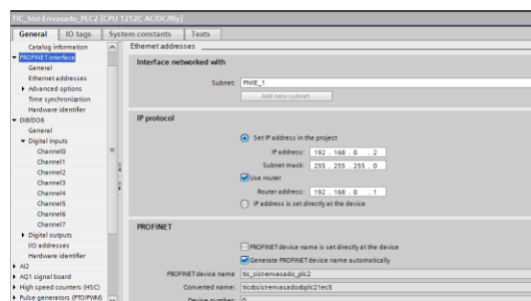 TIC_Sist-Envasado_PLC2 [CPU 1212C AC/DC/Rly]
General
IO tags
System constants
Texts
Catalog information
PROFINET interface
General
Ethernet addresses
Advanced options
Time synchronization
Hardware identifier
DI8/DO6
General
Digital inputs
Channel0
Channel1
Channel2
Channel3
Channel4
Channel5
Channel6
Channel7
Digital outputs
I/O addresses
Hardware identifier
AI2
AQ1 signal board
High speed counters (HSC)
Pulse generators (PTO/PWM)
Ethernet addresses
Interface networked with
Subnet: PN/IE_1
Add new subnet
IP protocol
Set IP address in the project
IP address: 192 . 168 . 0 . 2
Subnet mask: 255 . 255 . 255 . 0
Use router
Router address: 192 . 168 . 0 . 1
IP address is set directly at the device
PROFINET
PROFINET device name is set directly at the device
Generate PROFINET device name automatically
PROFINET device name tic_sist-envasado_plc2
Converted name:
Device number: 0